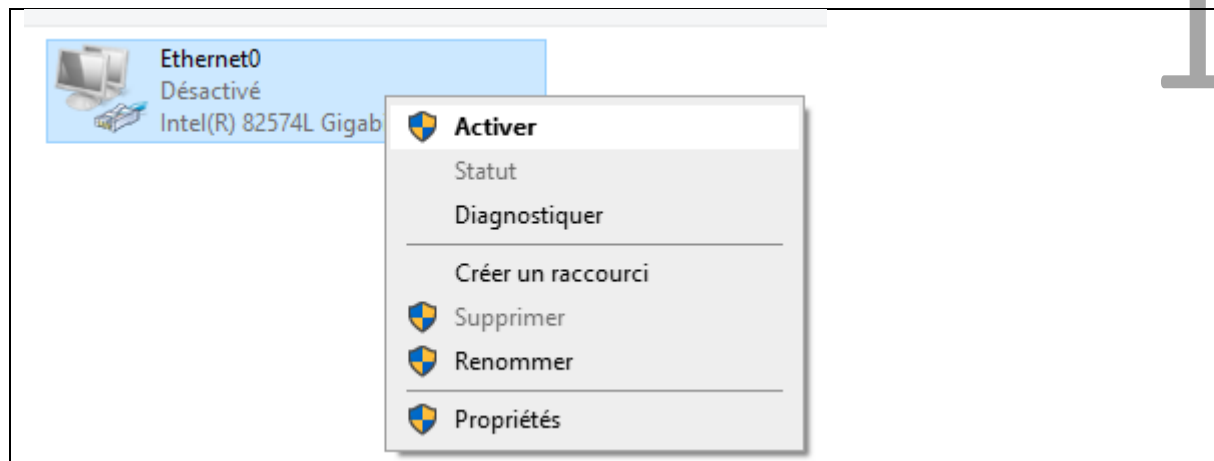 Ethernet0
Désactivé
Intel(R) 82574L Gigab
Activer
Statut
Diagnostiquer
Créer un raccourci
Supprimer
Renommer
Propriétés